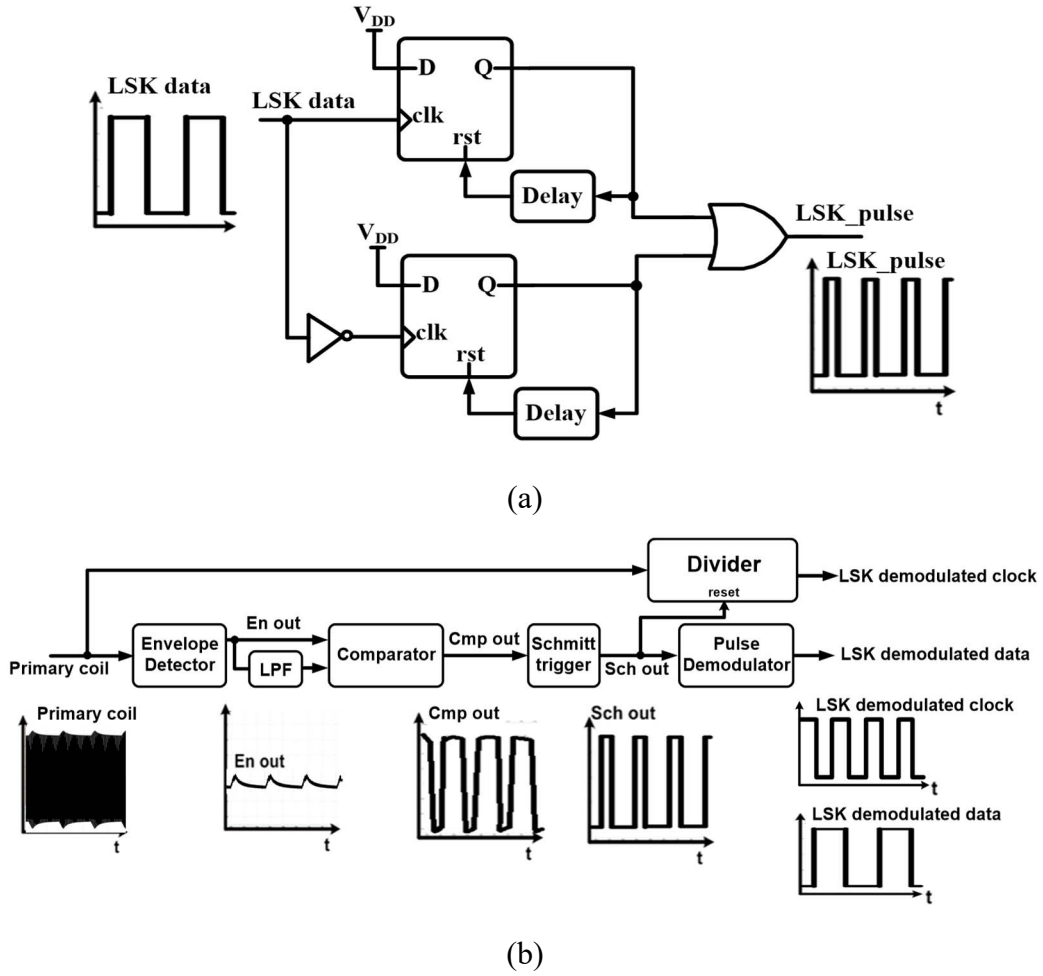 VDD
D
Q
LSK data
LSK data
clk
rst
Delay
LSK_pulse
VDD
LSK_pulse
D
Q
clk
rst
Delay
t
(a)
Divider
reset
LSK demodulated clock
En out
Cmp out
Envelope
Detector
LPF
Comparator
Schmitt
trigger
Pulse
Demodulator
Primary coil
Sch out
LSK demodulated data
Primary coil
t
En out
t
Cmp out
t
Sch out
t
LSK demodulated clock
t
LSK demodulated data
t
(b)